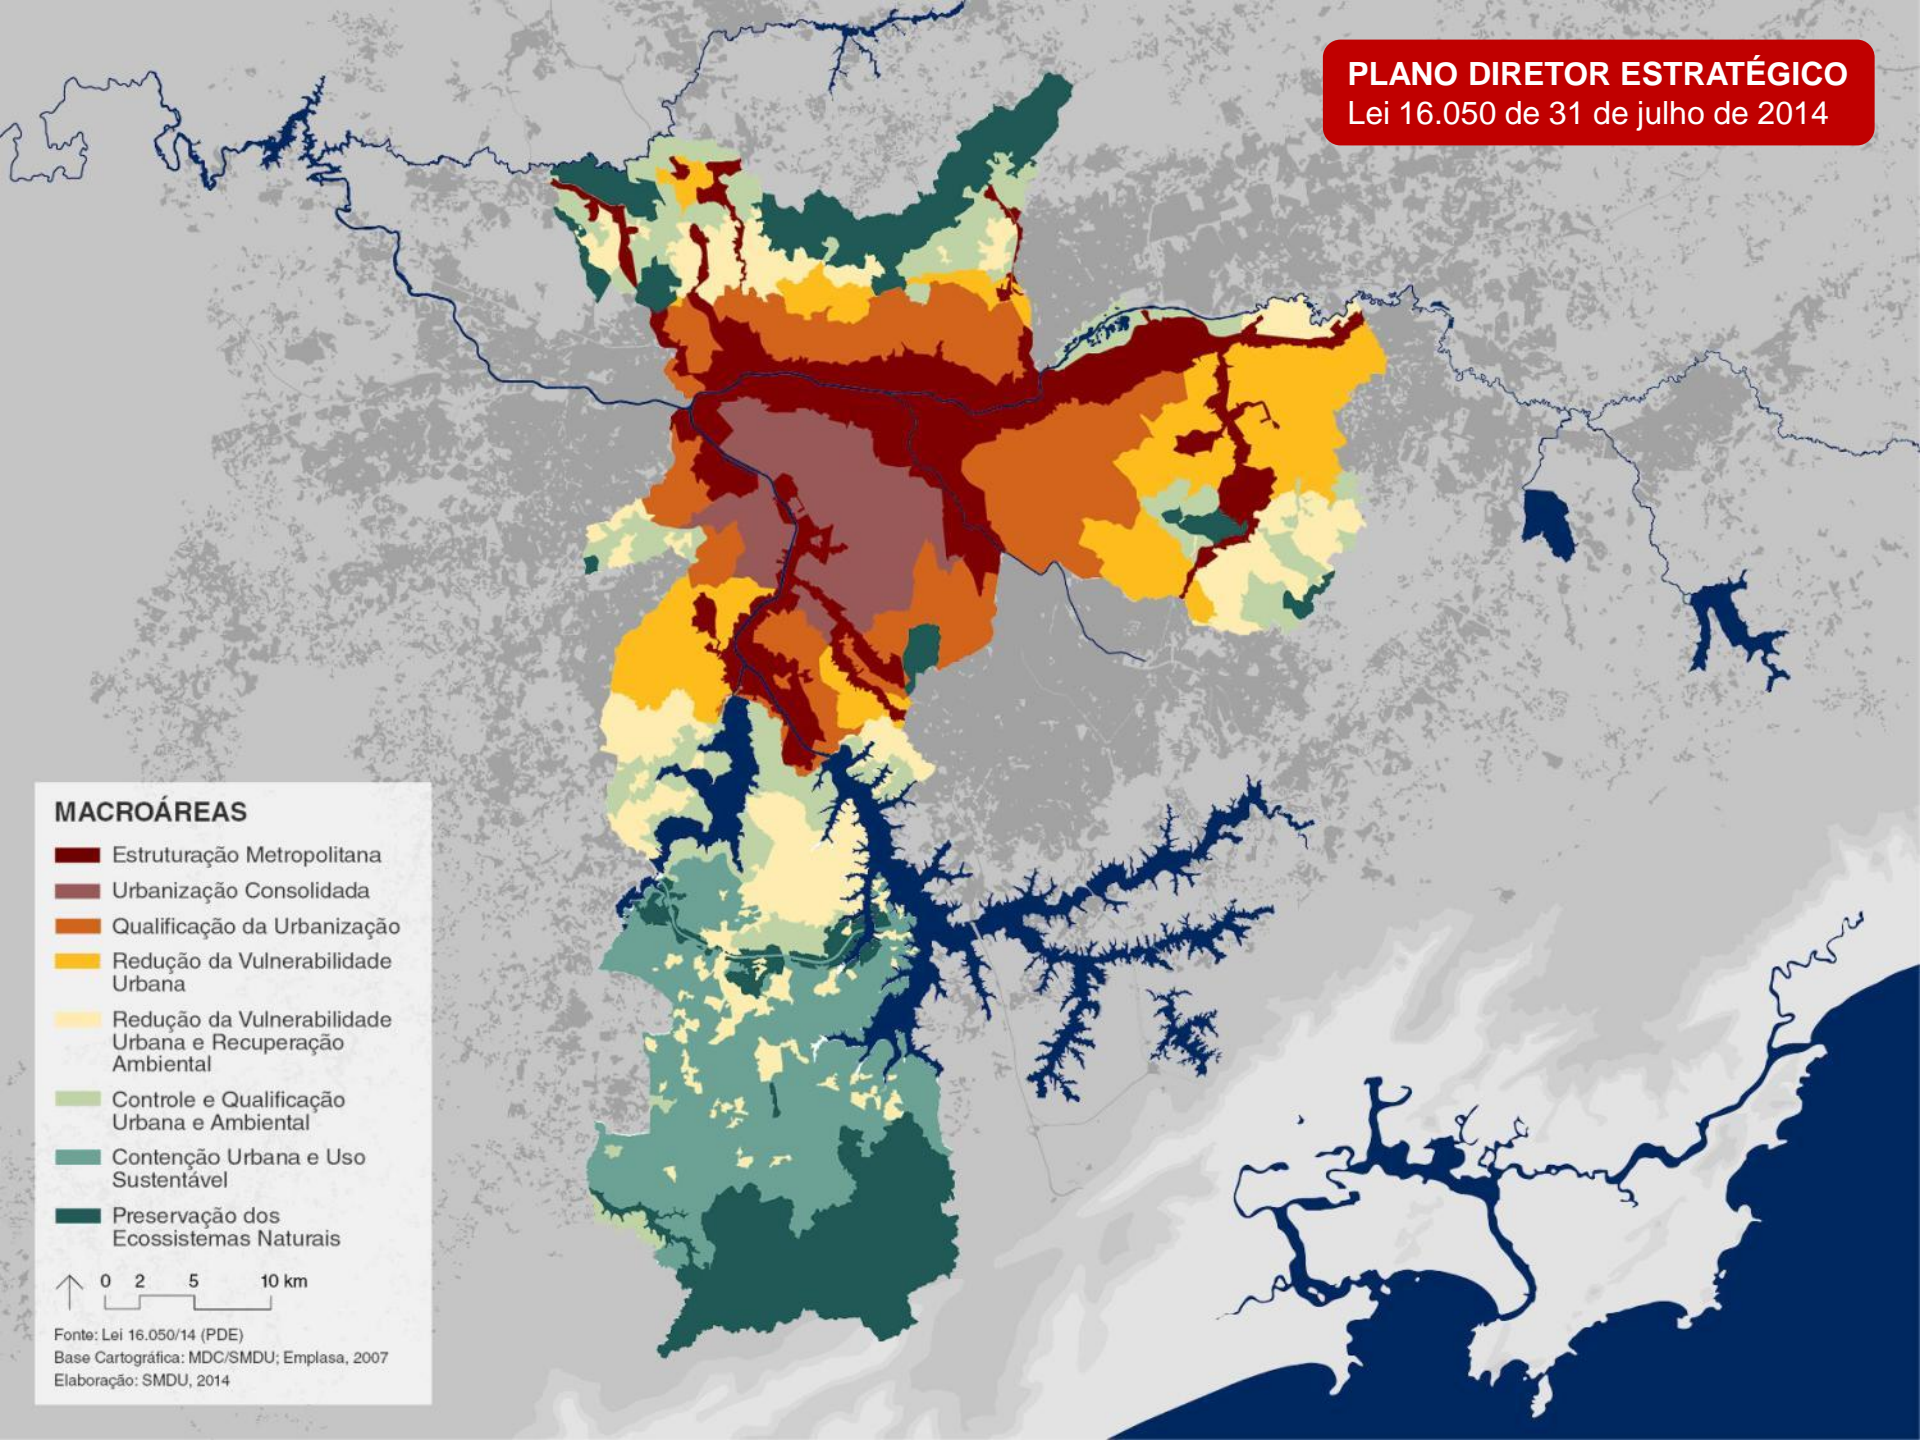 PLANO DIRETOR ESTRATÉGICO
Lei 16.050 de 31 de julho de 2014
MACROÁREAS
Estruturação Metropolitana
Urbanização Consolidada
Qualificação da Urbanização
Redução da Vulnerabilidade
Urbana
Redução da Vulnerabilidade
Urbana e Recuperação
Ambiental
Controle e Qualificação
Urbana e Ambiental
Contenção Urbana e Uso
Sustentável
Preservação dos
Ecossistemas Naturais
0 2 5 10 km
Fonte: Lei 16.050/14 (PDE)
Base Cartográfica: MDC/SMDU; Emplasa, 2007
Elaboração: SMDU, 2014